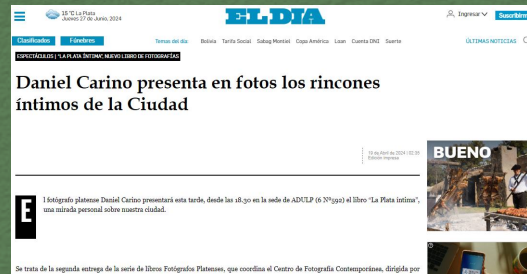 15 °C La Plata
Jueves 27 de Junio, 2024
EL DIA
Ingresar
Suscribirme
Clasificados
Fúnebres
Temas del día
Bolivia
Tarifa Social
Sabag Montiel
Copa América
Loan
Cuenta DNI
Suerte
ÚLTIMAS NOTICIAS
ESPECTÁCULOS | "LA PLATA ÍNTIMA", NUEVO LIBRO DE FOTOGRAFÍAS
Daniel Carino presenta en fotos los rincones
íntimos de la Ciudad
Edición impresa
BUENO
E
l fotógrafo platense Daniel Carino presentará esta tarde, desde las 18.30 en la sede de ADULP (6 Nº592) el libro "La Plata íntima",
una mirada personal sobre nuestra ciudad.
Se trata de la segunda entrega de la serie de libros Fotógrafos Platenses, que coordina el Centro de Fotografía Contemporánea, dirigida por